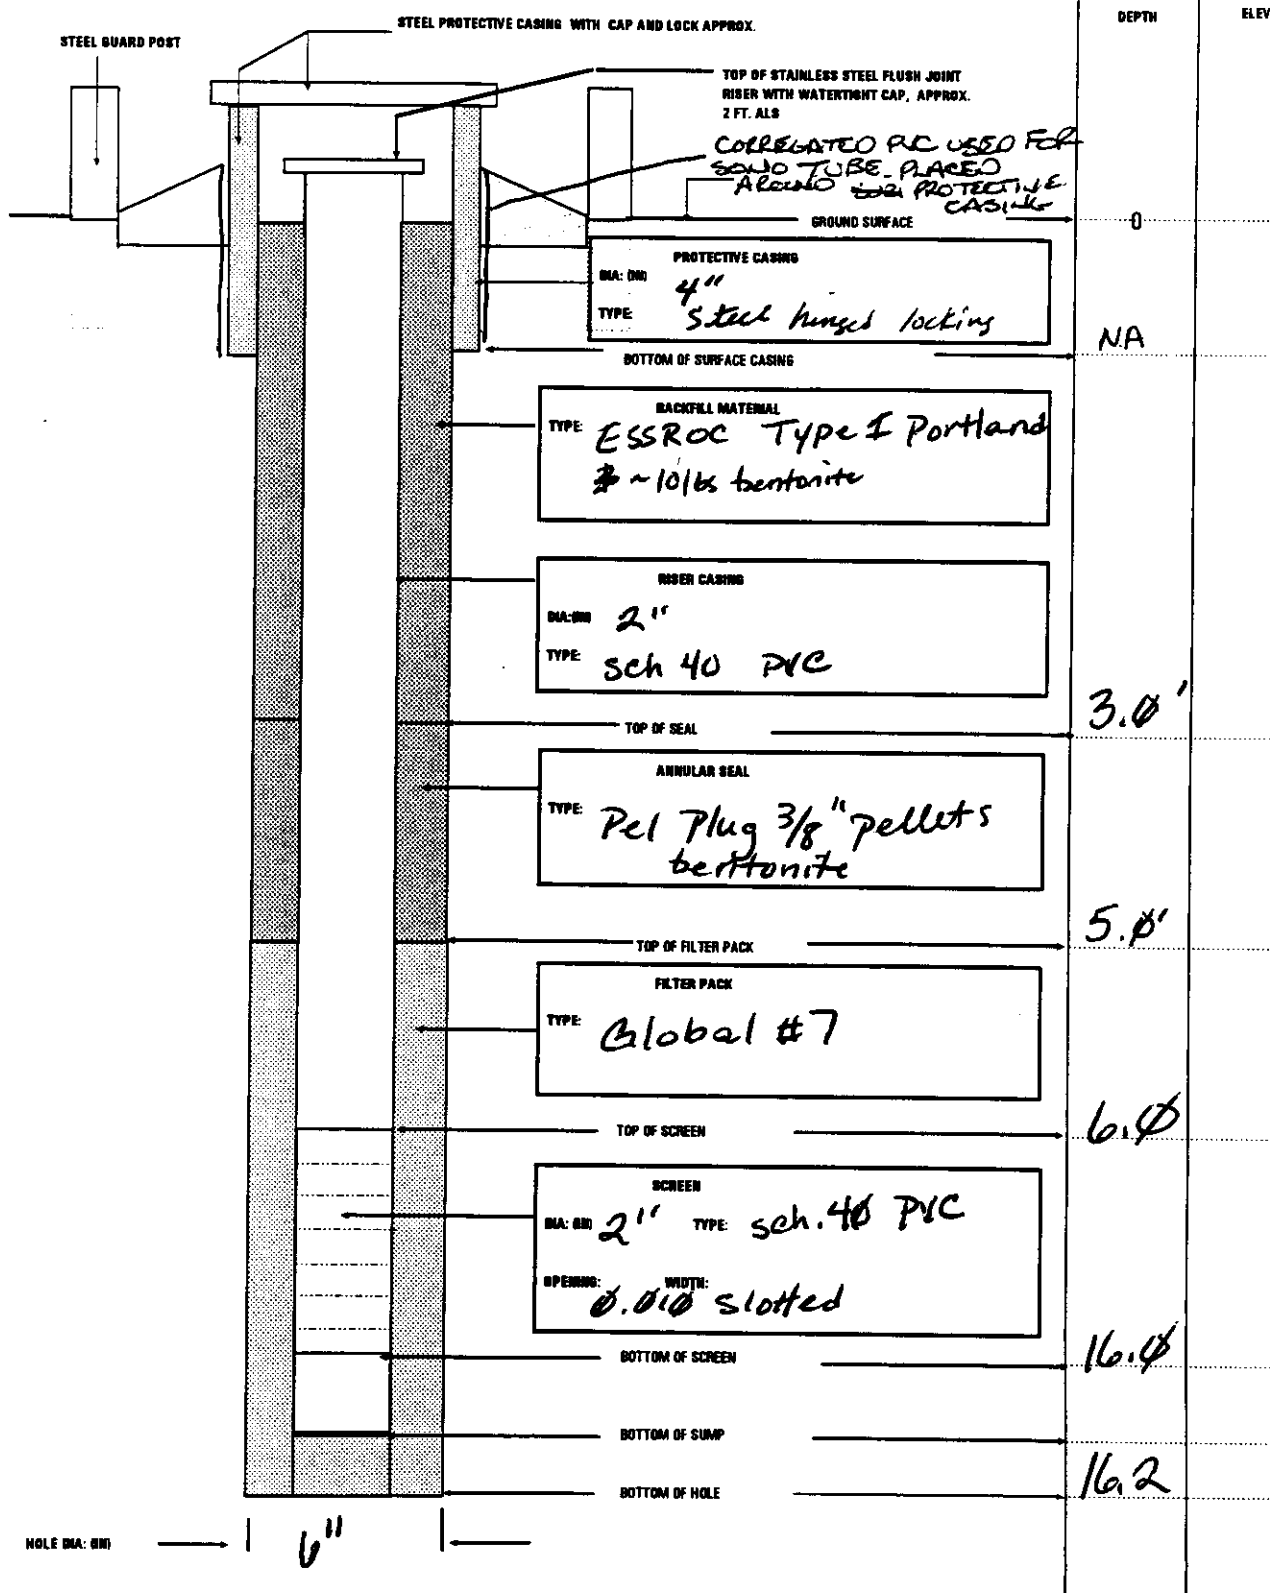 DEPTH
ELEV
STEEL PROTECTIVE CASING WITH CAP AND LOCK APPROX.
STEEL GUARD POST
TOP OF STAINLESS STEEL FLUSH JOINT
RISER WITH WATERTIGHT CAP, APPROX.
2 FT. ALS
CORREGATED PVC USED FOR
SONO TUBE PLACED
AROUND PROTECTIVE
CASING
GROUND SURFACE
0
PROTECTIVE CASING
DIA: (IN) 4"
TYPE: Steel hinged locking
BOTTOM OF SURFACE CASING
NA
BACKFILL MATERIAL
TYPE: ESSROC Type I Portland
~10 lbs bentonite
RISER CASING
DIA: (IN) 2"
TYPE: sch 40 PVC
TOP OF SEAL
3.0'
ANNULAR SEAL
TYPE: Pel Plug 3/8" pellets
bentonite
TOP OF FILTER PACK
5.0'
FILTER PACK
TYPE: Global #7
TOP OF SCREEN
6.0
SCREEN
DIA: (IN) 2" TYPE: sch. 40 PVC
OPENING: WIDTH:
0.010 slotted
BOTTOM OF SCREEN
16.0
BOTTOM OF SUMP
BOTTOM OF HOLE
16.2
HOLE DIA: (IN) 6"